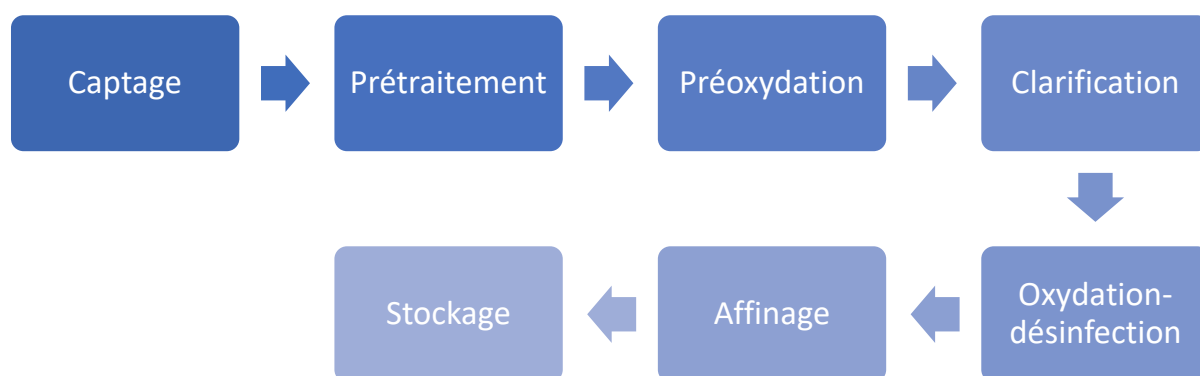 Captage
Prétraitement
Préoxydation
Clarification
Oxydation-
désinfection
Affinage
Stockage